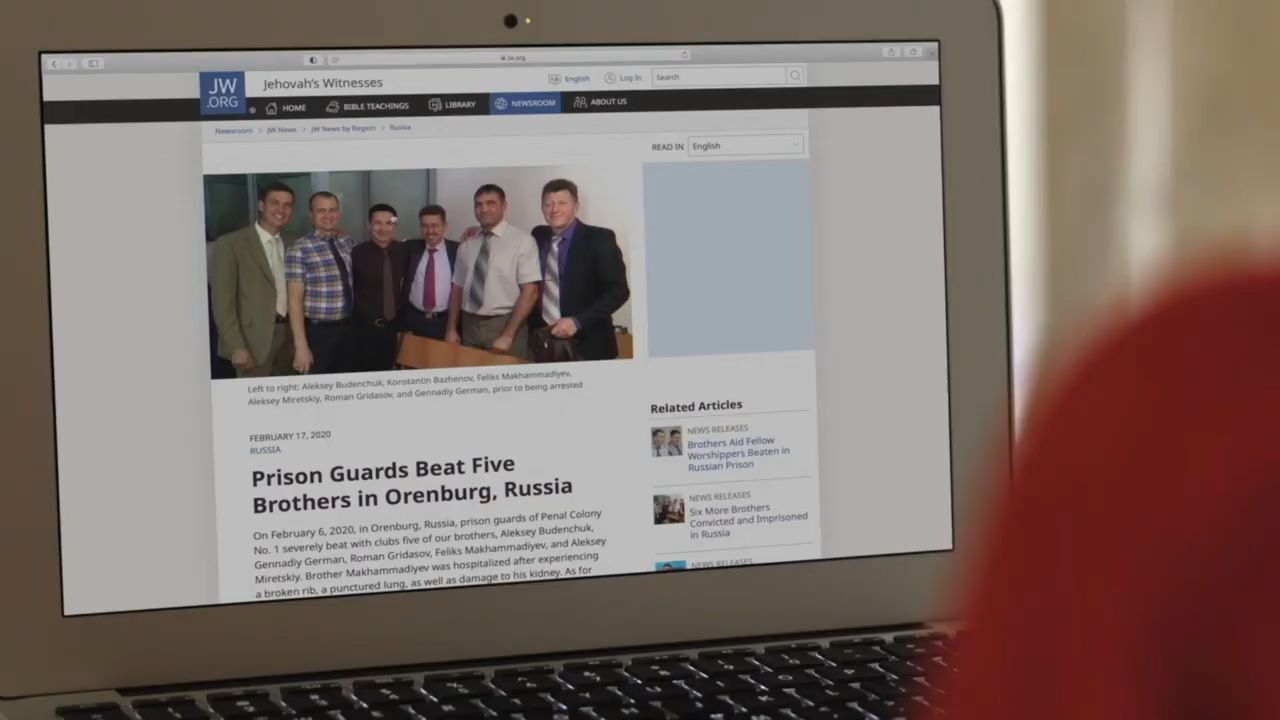 jw.org
JW
.ORG
Jehovah's Witnesses
English
Log In
Search
HOME
BIBLE TEACHINGS
LIBRARY
NEWSROOM
ABOUT US
Newsroom > JW News > JW News by Region > Russia
READ IN
English
Left to right: Aleksey Budenchuk, Konstantin Bazhenov, Feliks Makhammadiyev,
Aleksey Miretskiy, Roman Gridasov, and Gennadiy German, prior to being arrested
FEBRUARY 17, 2020
RUSSIA
Prison Guards Beat Five
Brothers in Orenburg, Russia
On February 6, 2020, in Orenburg, Russia, prison guards of Penal Colony
No. 1 severely beat with clubs five of our brothers, Aleksey Budenchuk,
Gennadiy German, Roman Gridasov, Feliks Makhammadiyev, and Aleksey
Miretskiy. Brother Makhammadiyev was hospitalized after experiencing
a broken rib, a punctured lung, as well as damage to his kidney. As for
Related Articles
NEWS RELEASES
Brothers Aid Fellow
Worshippers Beaten in
Russian Prison
NEWS RELEASES
Six More Brothers
Convicted and Imprisoned
in Russia
NEWS RELEASES